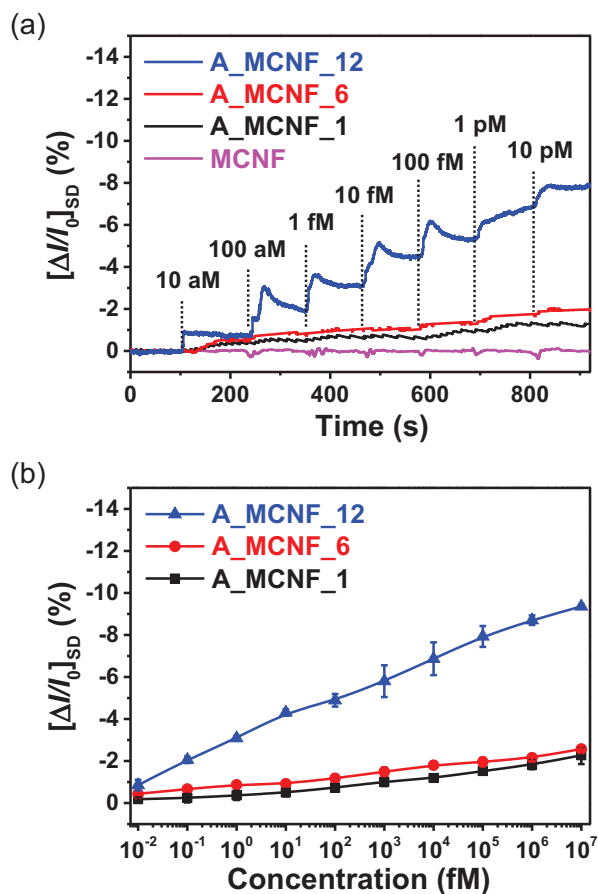 (a)
-14
-12
-10
-8
-6
-4
-2
0
[ΔI/I₀]SD (%)
A_MCNF_12
A_MCNF_6
A_MCNF_1
MCNF
10 aM
100 aM
1 fM
10 fM
100 fM
1 pM
10 pM
0 200 400 600 800
Time (s)
(b)
-14
-12
-10
-8
-6
-4
-2
0
[ΔI/I₀]SD (%)
A_MCNF_12
A_MCNF_6
A_MCNF_1
10⁻² 10⁻¹ 10⁰ 10¹ 10² 10³ 10⁴ 10⁵ 10⁶ 10⁷
Concentration (fM)